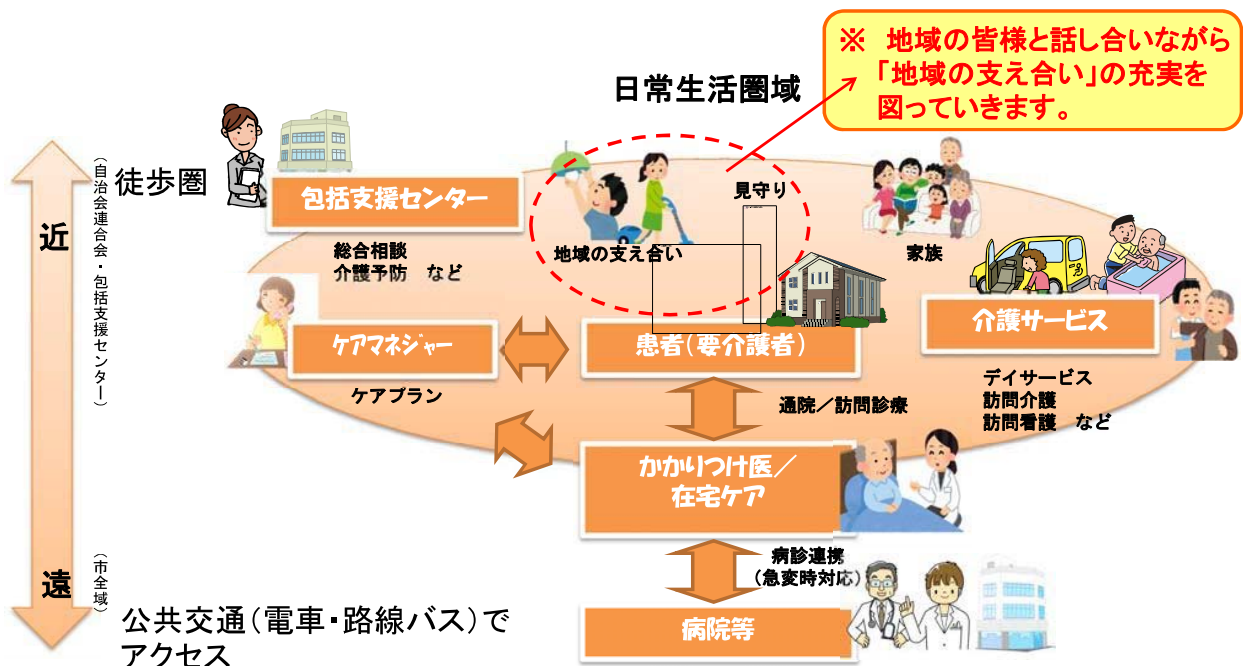 ※ 地域の皆様と話し合いながら
「地域の支え合い」の充実を
図っていきます。
日常生活圏域
徒歩圏
近
（自治会連合会・包括支援センター）
包括支援センター
総合相談
介護予防 など
地域の支え合い
見守り
家族
ケアマネジャー
ケアプラン
患者（要介護者）
介護サービス
デイサービス
訪問介護
訪問看護 など
通院／訪問診療
かかりつけ医／
在宅ケア
病診連携
（急変時対応）
病院等
遠
（市全域）
公共交通（電車・路線バス）で
アクセス